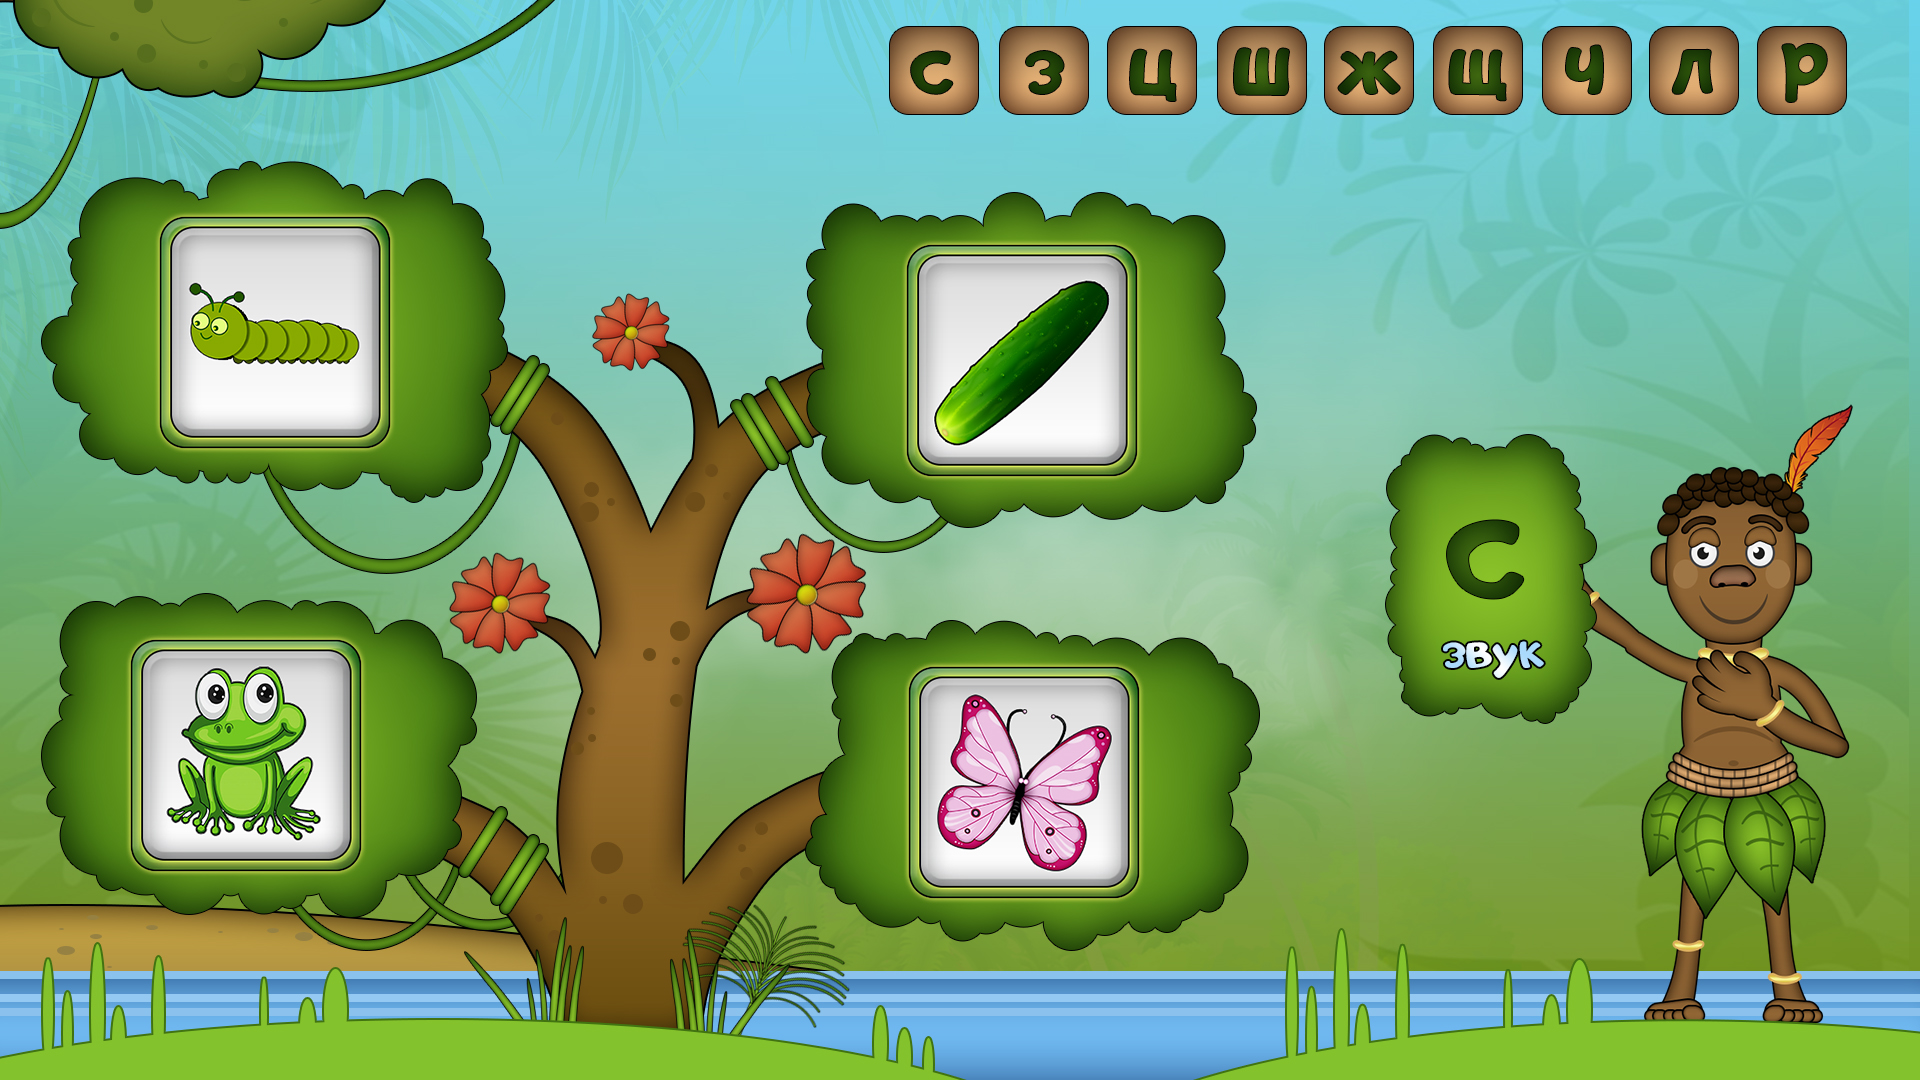 с з ц ш ж щ ч л р
с
звук